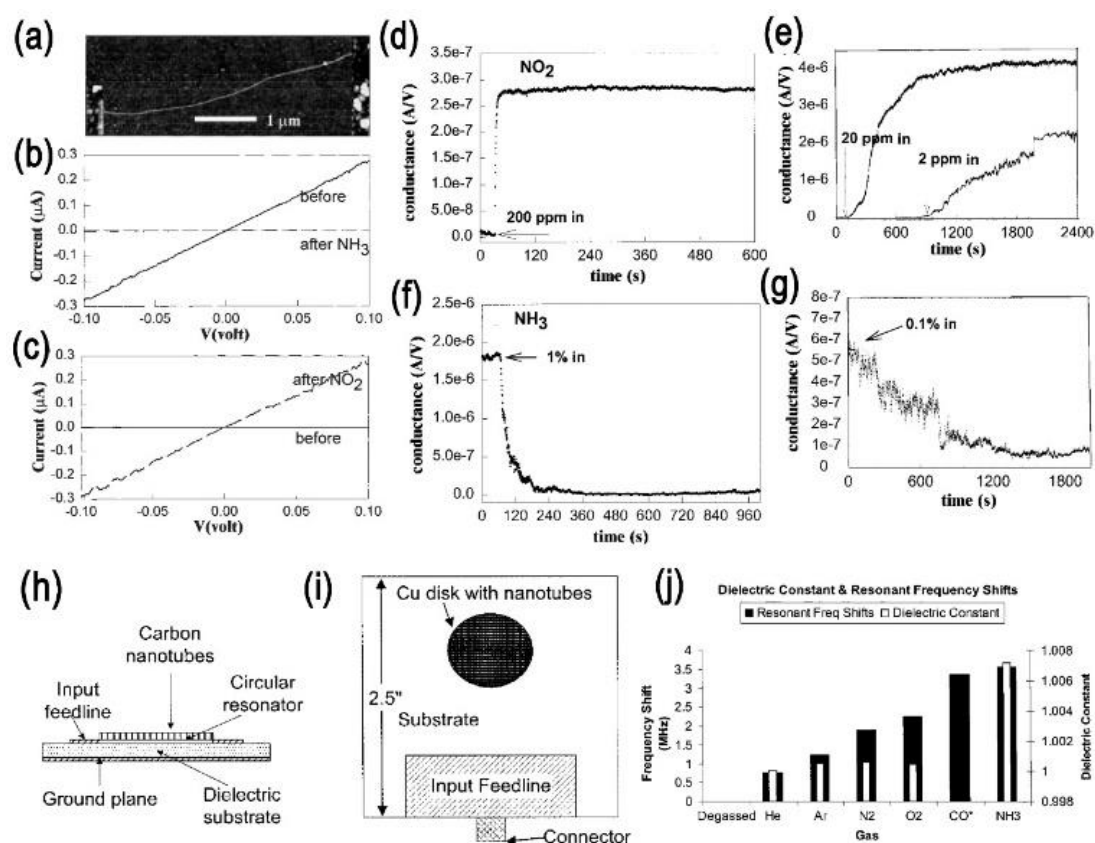 (a)
1 μm
(b)
0.3
0.2
0.1
0.0
-0.1
-0.2
-0.3
Current (μA)
before
after NH3
-0.10
-0.05
0.00
0.05
0.10
V(volt)
(c)
0.3
0.2
0.1
0.0
-0.1
-0.2
-0.3
Current (μA)
after NO2
before
-0.10
-0.05
0.00
0.05
0.10
V(volt)
(d)
3.5e-7
3.0e-7
2.5e-7
2.0e-7
1.5e-7
1.0e-7
5.0e-8
0.0
conductance (A/V)
NO2
200 ppm in
0
120
240
360
480
600
time (s)
(e)
4e-6
3e-6
2e-6
1e-6
0
conductance (A/V)
20 ppm in
2 ppm in
0
600
1200
1800
2400
time (s)
(f)
2.5e-6
2.0e-6
1.5e-6
1.0e-6
5.0e-7
0.0
conductance (A/V)
NH3
1% in
0
120
240
360
480
600
720
840
960
time (s)
(g)
8e-7
7e-7
6e-7
5e-7
4e-7
3e-7
2e-7
1e-7
0
conductance (A/V)
0.1% in
0
600
1200
1800
time (s)
(h)
Carbon
nanotubes
Input
feedline
Circular
resonator
Ground plane
Dielectric
substrate
(i)
Cu disk with nanotubes
2.5"
Substrate
Input Feedline
Connector
(j)
Dielectric Constant & Resonant Frequency Shifts
Resonant Freq Shifts
Dielectric Constant
4
3.5
3
2.5
2
1.5
1
0.5
0
Frequency Shift
(MHz)
1.008
1.006
1.004
1.002
1
0.998
Dielectric Constant
Degassed
He
Ar
N2
O2
CO*
NH3
Gas